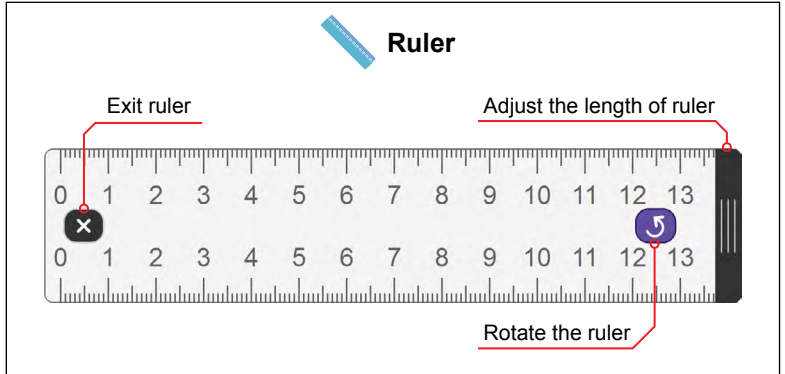 Ruler
Exit ruler
Adjust the length of ruler
0 1 2 3 4 5 6 7 8 9 10 11 12 13
0 1 2 3 4 5 6 7 8 9 10 11 12 13
Rotate the ruler